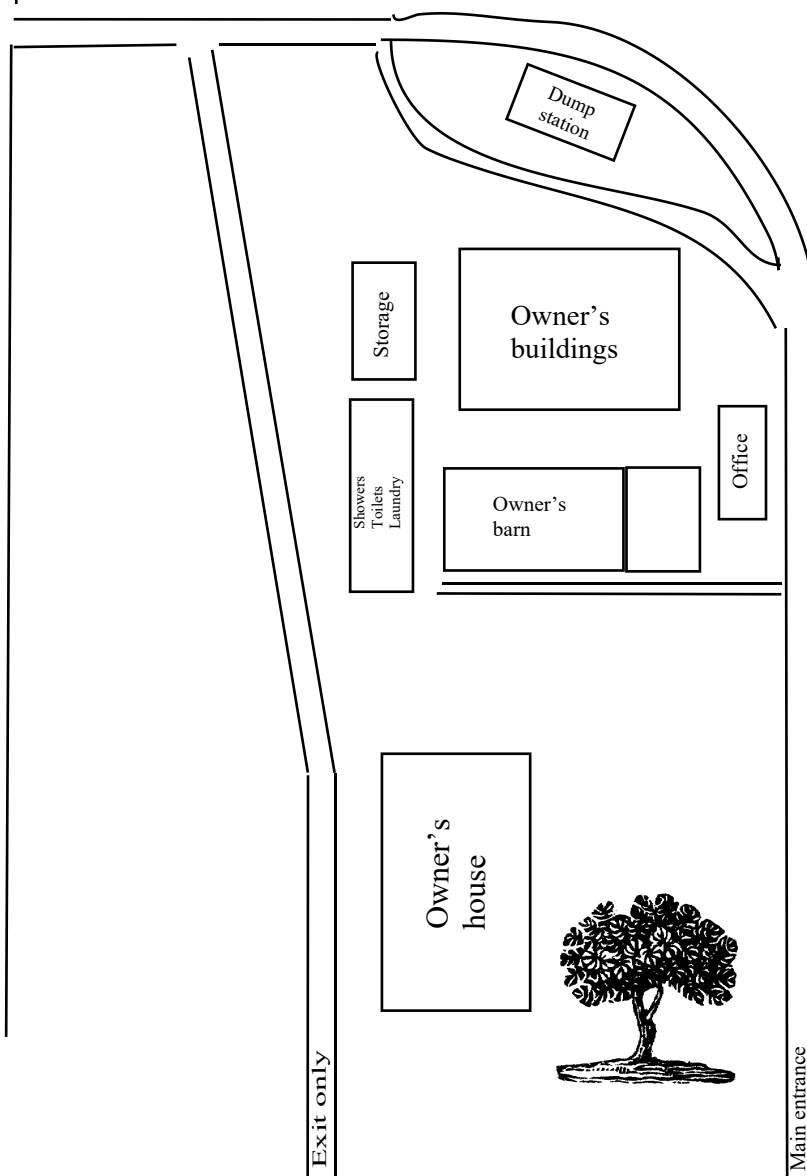 Dump
station
Storage
Owner's
buildings
Showers
Toilets
Laundry
Owner's
barn
Office
Owner's
house
Exit only
Main entrance